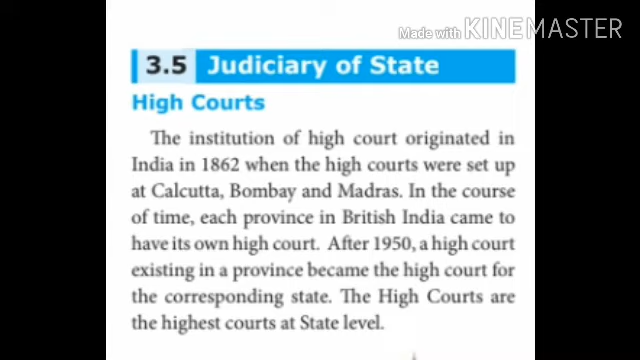 Made with KINEMASTER
3.5 Judiciary of State
High Courts
The institution of high court originated in
India in 1862 when the high courts were set up
at Calcutta, Bombay and Madras. In the course
of time, each province in British India came to
have its own high court. After 1950, a high court
existing in a province became the high court for
the corresponding state. The High Courts are
the highest courts at State level.